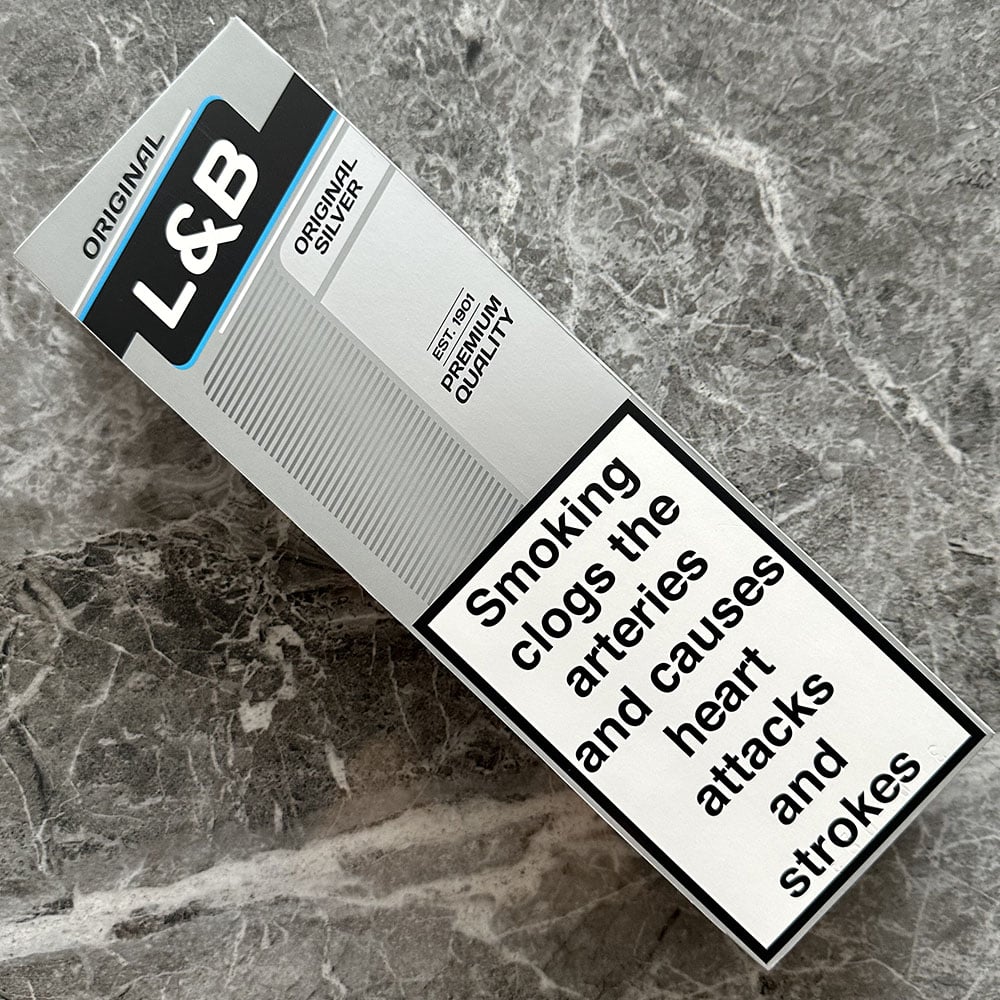 ORIGINAL
L&B
ORIGINAL
SILVER
EST. 1901
PREMIUM
QUALITY
Smoking
clogs the
arteries
and causes
heart
attacks
and
strokes